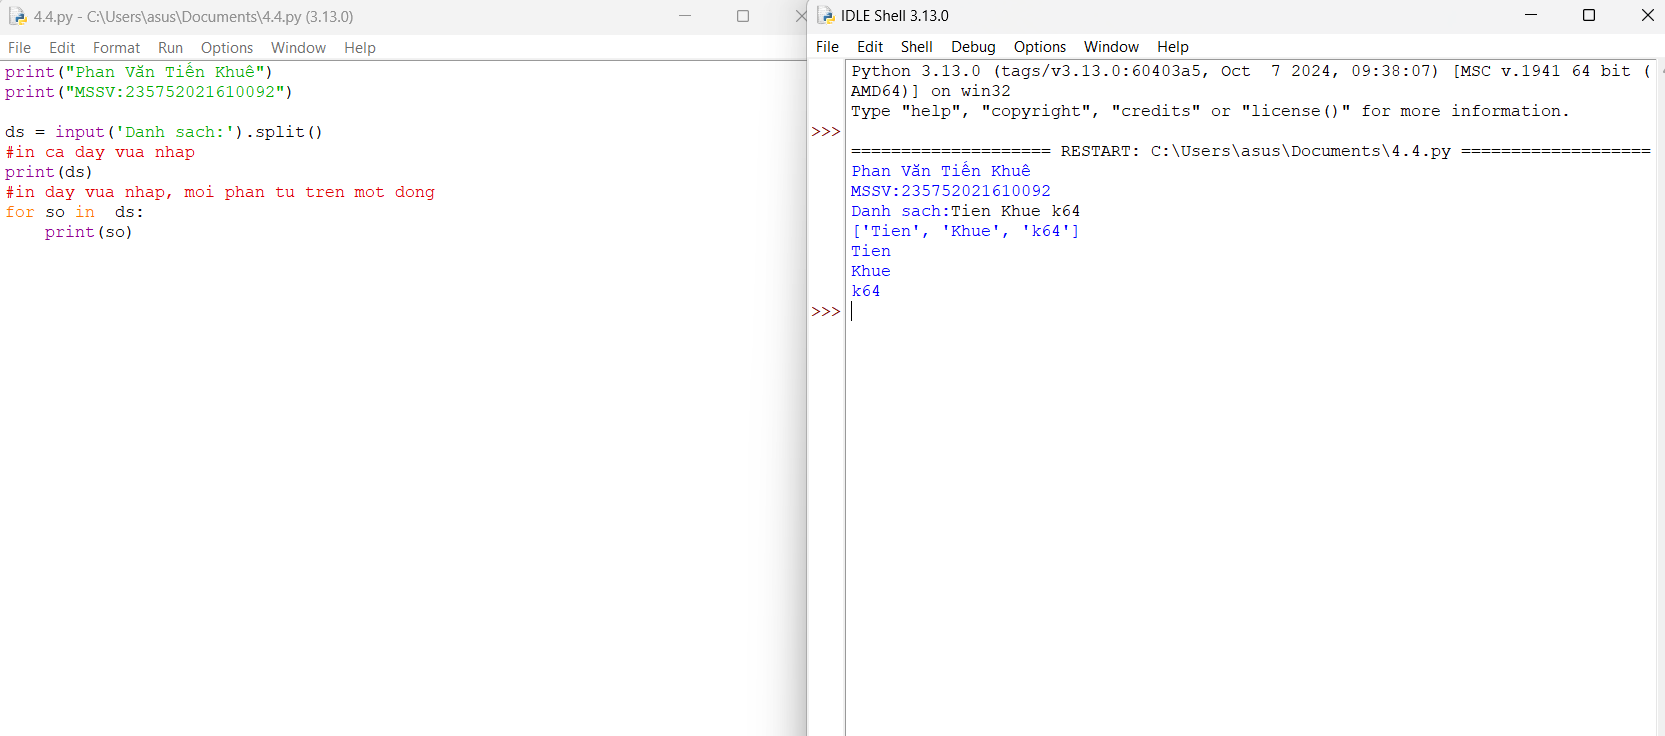 4.4.py - C:\Users\asus\Documents\4.4.py (3.13.0)
File Edit Format Run Options Window Help
print("Phan Văn Tiến Khuê")
print("MSSV:235752021610092")
ds = input('Danh sach:').split()
#in ca day vua nhap
print(ds)
#in day vua nhap, moi phan tu tren mot dong
for so in  ds:
    print(so)
IDLE Shell 3.13.0
File Edit Shell Debug Options Window Help
Python 3.13.0 (tags/v3.13.0:60403a5, Oct  7 2024, 09:38:07) [MSC v.1941 64 bit (
AMD64)] on win32
Type "help", "copyright", "credits" or "license()" for more information.
>>>
==================== RESTART: C:\Users\asus\Documents\4.4.py ===================
Phan Văn Tiến Khuê
MSSV:235752021610092
Danh sach:Tien Khue k64
['Tien', 'Khue', 'k64']
Tien
Khue
k64
>>>